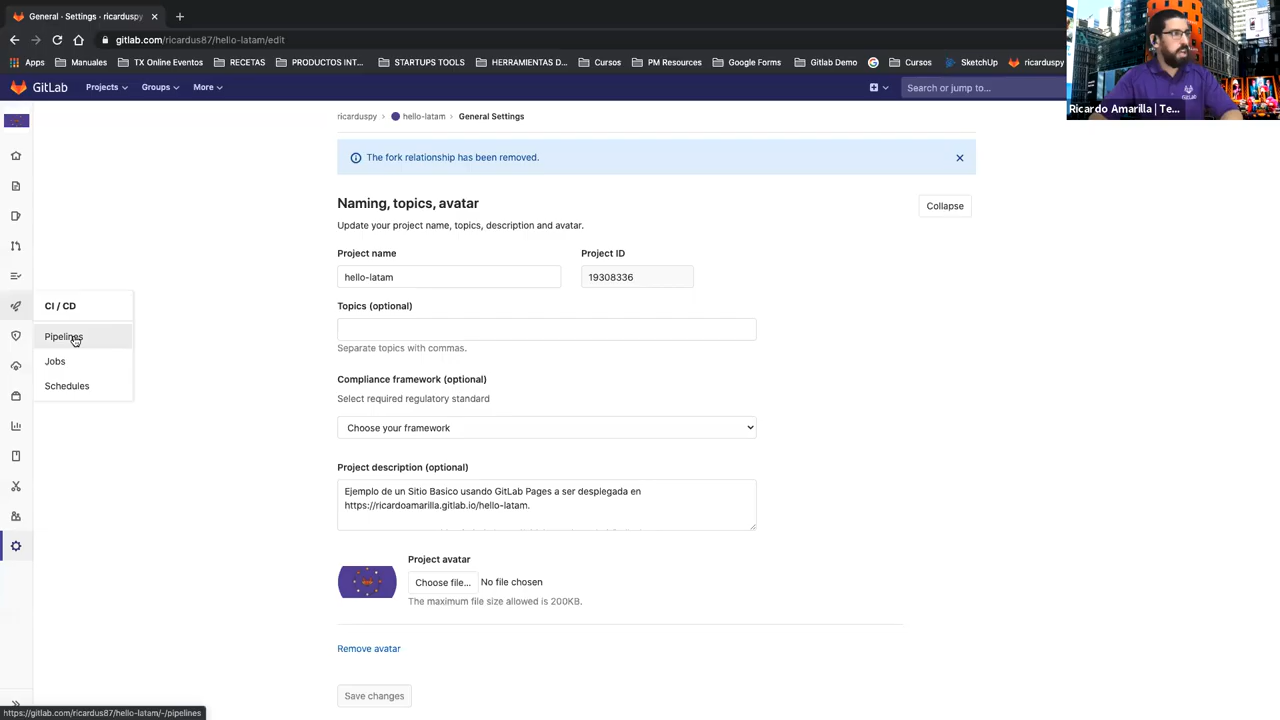 General · Settings · ricarduspy
gitlab.com/ricardus87/hello-latam/edit
Apps
Manuales
TX Online Eventos
RECETAS
PRODUCTOS INT...
STARTUPS TOOLS
HERRAMIENTAS D...
Cursos
PM Resources
Google Forms
Gitlab Demo
Cursos
SketchUp
ricarduspy
GitLab
Projects
Groups
More
Search or jump to...
Ricardo Amarilla | Te...
ricarduspy
hello-latam
General Settings
The fork relationship has been removed.
Naming, topics, avatar
Collapse
Update your project name, topics, description and avatar.
Project name
Project ID
hello-latam
19308336
Topics (optional)
Separate topics with commas.
CI / CD
Pipelines
Jobs
Schedules
Compliance framework (optional)
Select required regulatory standard
Choose your framework
Project description (optional)
Ejemplo de un Sitio Basico usando GitLab Pages a ser desplegada en
https://ricardoamarilla.gitlab.io/hello-latam.
Project avatar
Choose file...
No file chosen
The maximum file size allowed is 200KB.
Remove avatar
Save changes
https://gitlab.com/ricardus87/hello-latam/-/pipelines